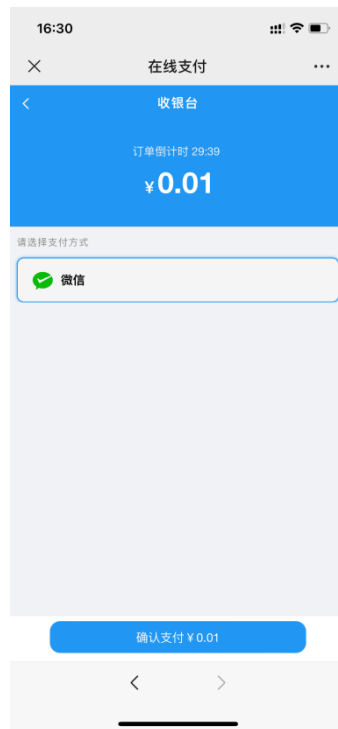 16:30
在线支付
收银台
订单倒计时 29:39
¥0.01
请选择支付方式
微信
确认支付¥0.01